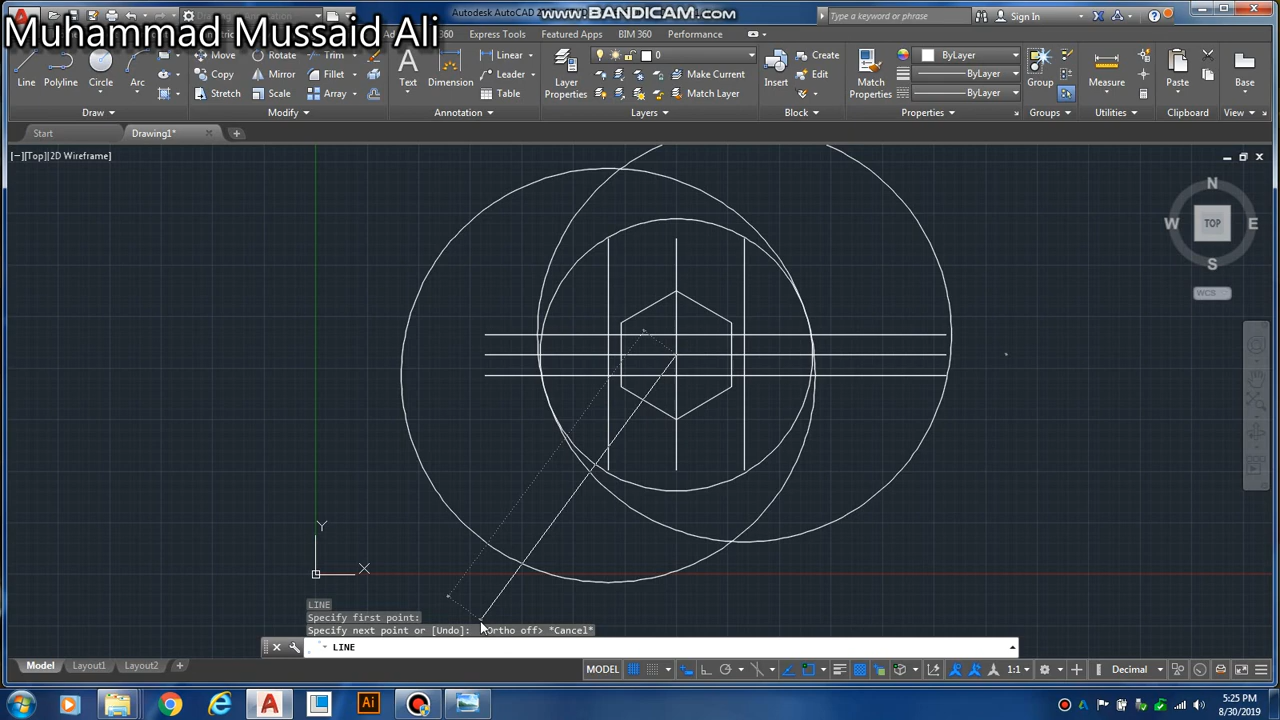 Autodesk AutoCAD 2
www.BANDICAM.com
Type a keyword or phrase
Sign In
Muhammad Mussaid Ali
Express Tools
Featured Apps
BIM 360
Performance
Line
Polyline
Circle
Arc
Move
Rotate
Trim
Copy
Mirror
Fillet
Stretch
Scale
Array
Text
Dimension
Linear
Leader
Table
Layer
Properties
0
Make Current
Match Layer
Insert
Create
Edit
Match
Properties
ByLayer
ByLayer
ByLayer
Group
Measure
Paste
Base
Draw
Modify
Annotation
Layers
Block
Properties
Groups
Utilities
Clipboard
View
Start
Drawing1*
[−][Top][2D Wireframe]
N
W
TOP
E
S
WCS
Y
X
LINE
Specify first point:
Specify next point or [Undo]:
Ortho off> *Cancel*
LINE
Model
Layout1
Layout2
MODEL
1:1
Decimal
Ai
5:25 PM
8/30/2019